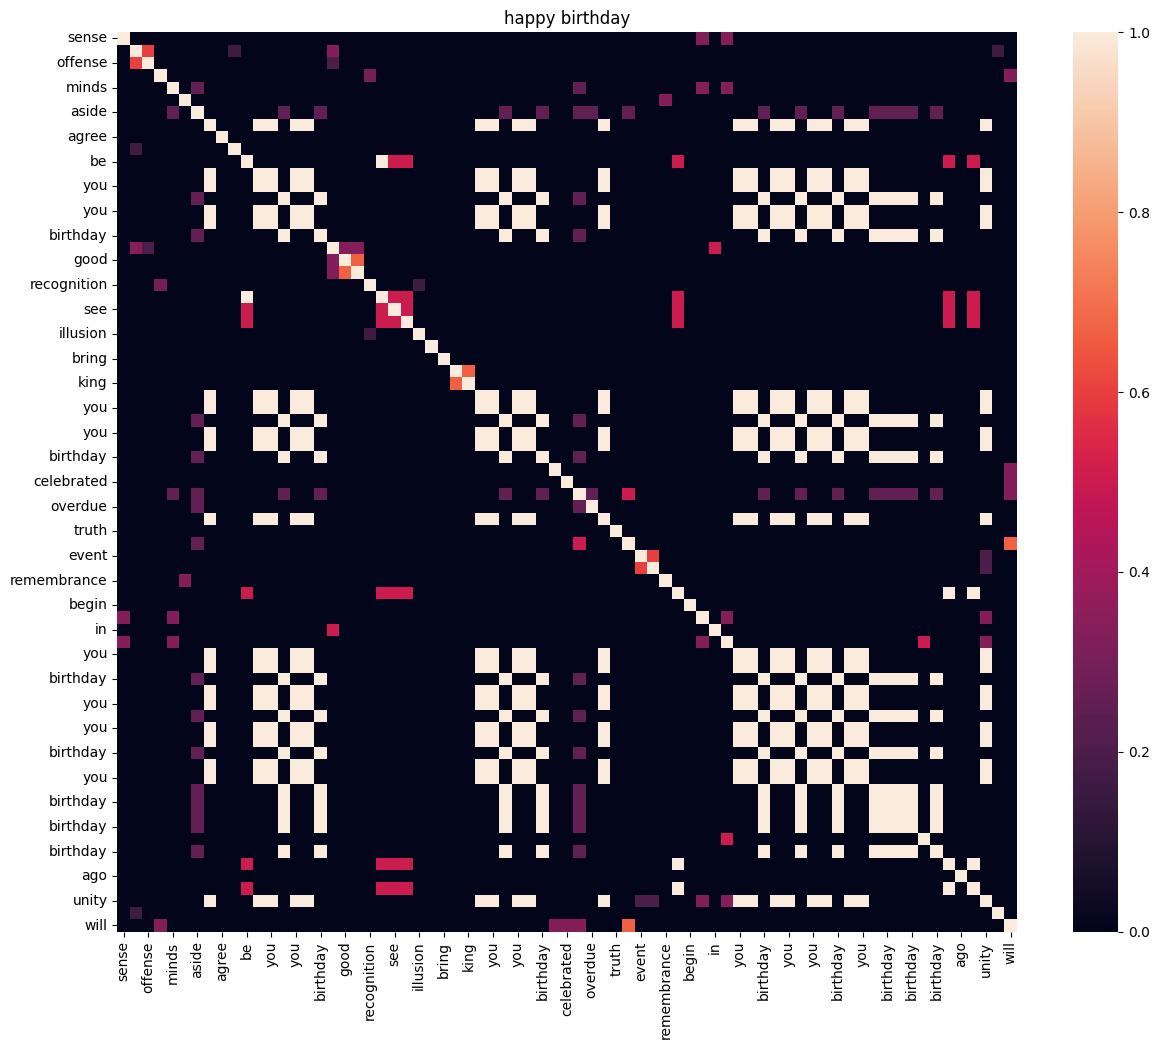 happy birthday
sense
offense
minds
aside
agree
be
you
you
birthday
good
recognition
see
illusion
bring
king
you
you
birthday
celebrated
overdue
truth
event
remembrance
begin
in
you
birthday
you
you
birthday
you
birthday
birthday
birthday
ago
unity
will
1.0
0.8
0.6
0.4
0.2
0.0
sense
offense
minds
aside
agree
be
you
you
birthday
good
recognition
see
illusion
bring
king
you
you
birthday
celebrated
overdue
truth
event
remembrance
begin
in
you
birthday
you
you
birthday
you
birthday
birthday
birthday
ago
unity
will